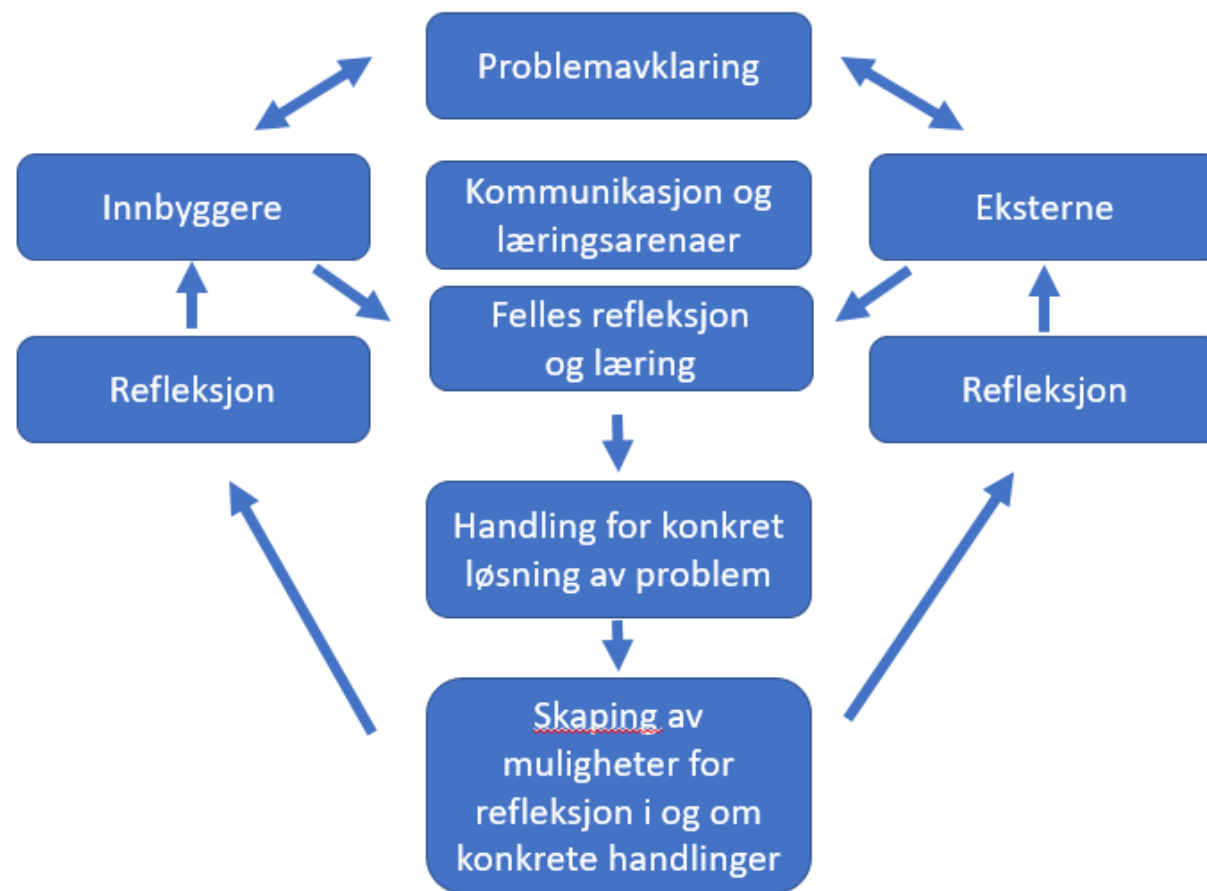 Problemavklaring
Innbyggere
Kommunikasjon og
læringsarenaer
Eksterne
Felles refleksjon
og læring
Refleksjon
Refleksjon
Handling for konkret
løsning av problem
Skaping av
muligheter for
refleksjon i og om
konkrete handlinger